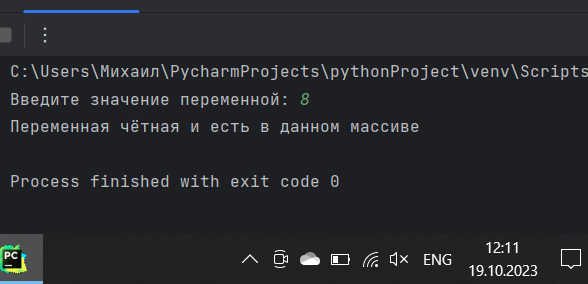 C:\Users\Михаил\PycharmProjects\pythonProject\venv\Scripts
Введите значение переменной: 8
Переменная чётная и есть в данном массиве
Process finished with exit code 0
PC
ENG
12:11
19.10.2023